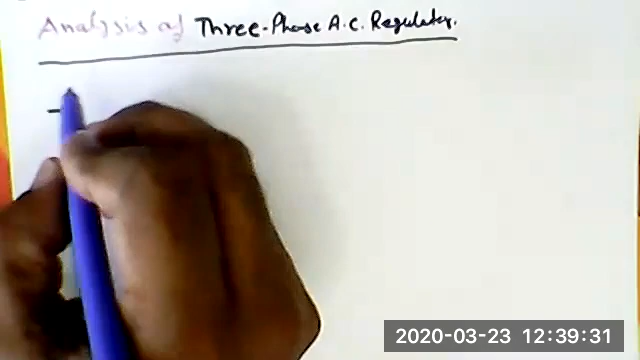 Analysis of Three-Phase A.C. Regulator.
2020-03-23 12:39:31